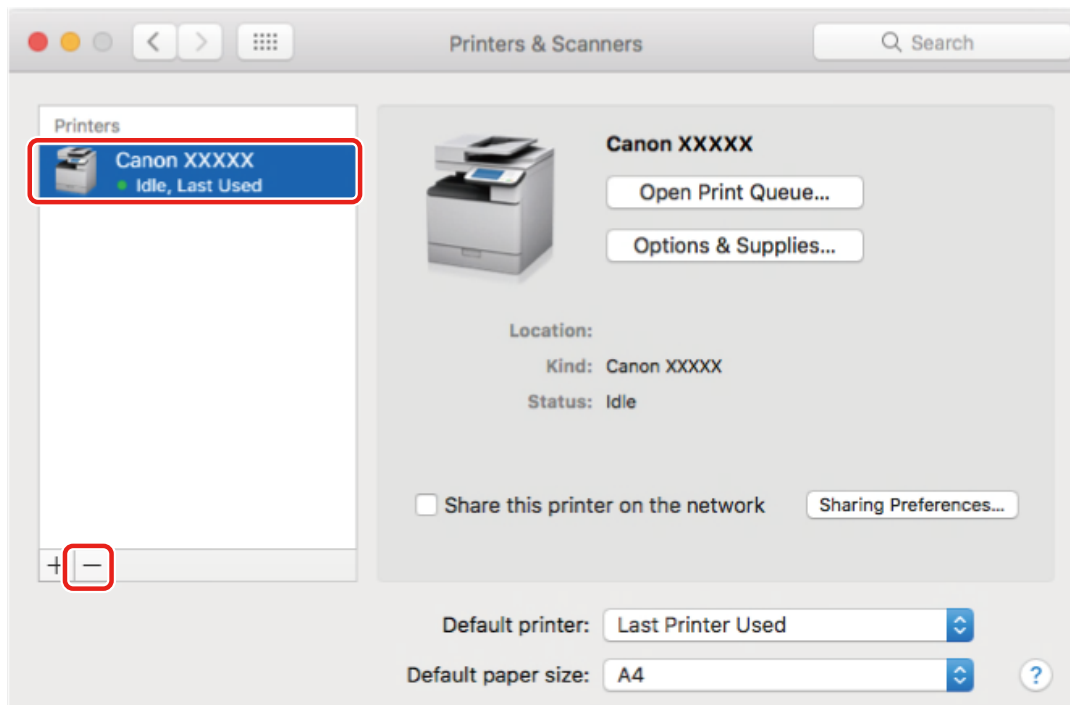 Printers & Scanners
Search
Printers
Canon XXXXX
Idle, Last Used
+ −
Canon XXXXX
Open Print Queue...
Options & Supplies...
Location:
Kind: Canon XXXXX
Status: Idle
Share this printer on the network
Sharing Preferences...
Default printer: Last Printer Used
Default paper size: A4
?